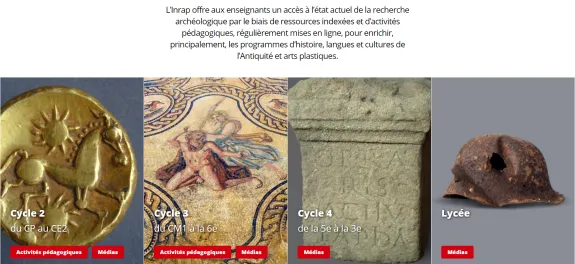 L'Inrap offre aux enseignants un accès à l'état actuel de la recherche
archéologique par le biais de ressources indexées et d'activités
pédagogiques, régulièrement mises en ligne, pour enrichir,
principalement, les programmes d'histoire, langues et cultures de
l'Antiquité et arts plastiques.
Cycle 2
du CP au CE2
Activités pédagogiques Médias
Cycle 3
du CM1 à la 6e
Activités pédagogiques Médias
Cycle 4
de la 5e à la 3e
Médias
Lycée
Médias